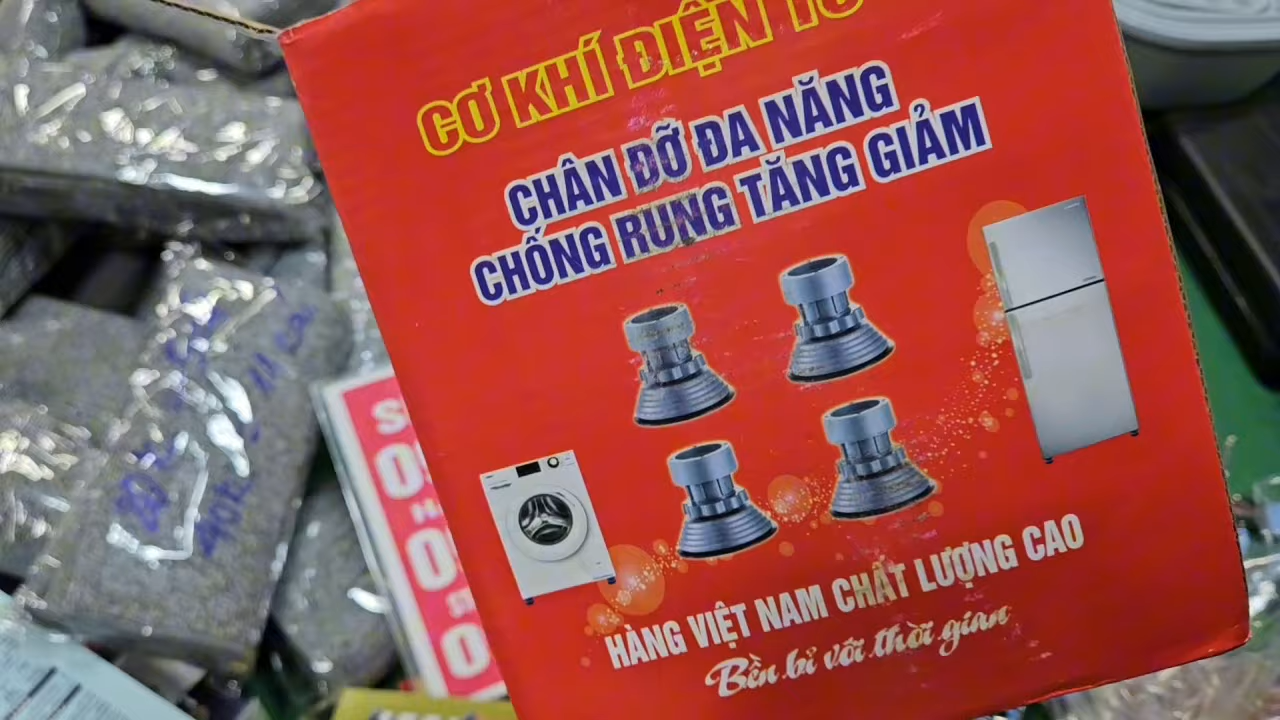 CƠ KHÍ ĐIỆN
CHÂN ĐỠ ĐA NĂNG
CHỐNG RUNG TĂNG GIẢM
HÀNG VIỆT NAM CHẤT LƯỢNG CAO
Bền bỉ với thời gian